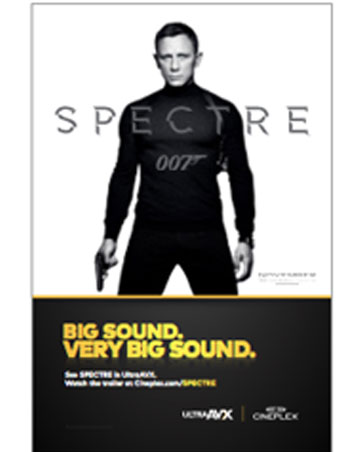 SPECTRE
007
BIG SOUND.
VERY BIG SOUND.
See SPECTRE in UltraAVX.
Watch the trailer at Cineplex.com/SPECTRE
ULTRAAVX
CINEPLEX